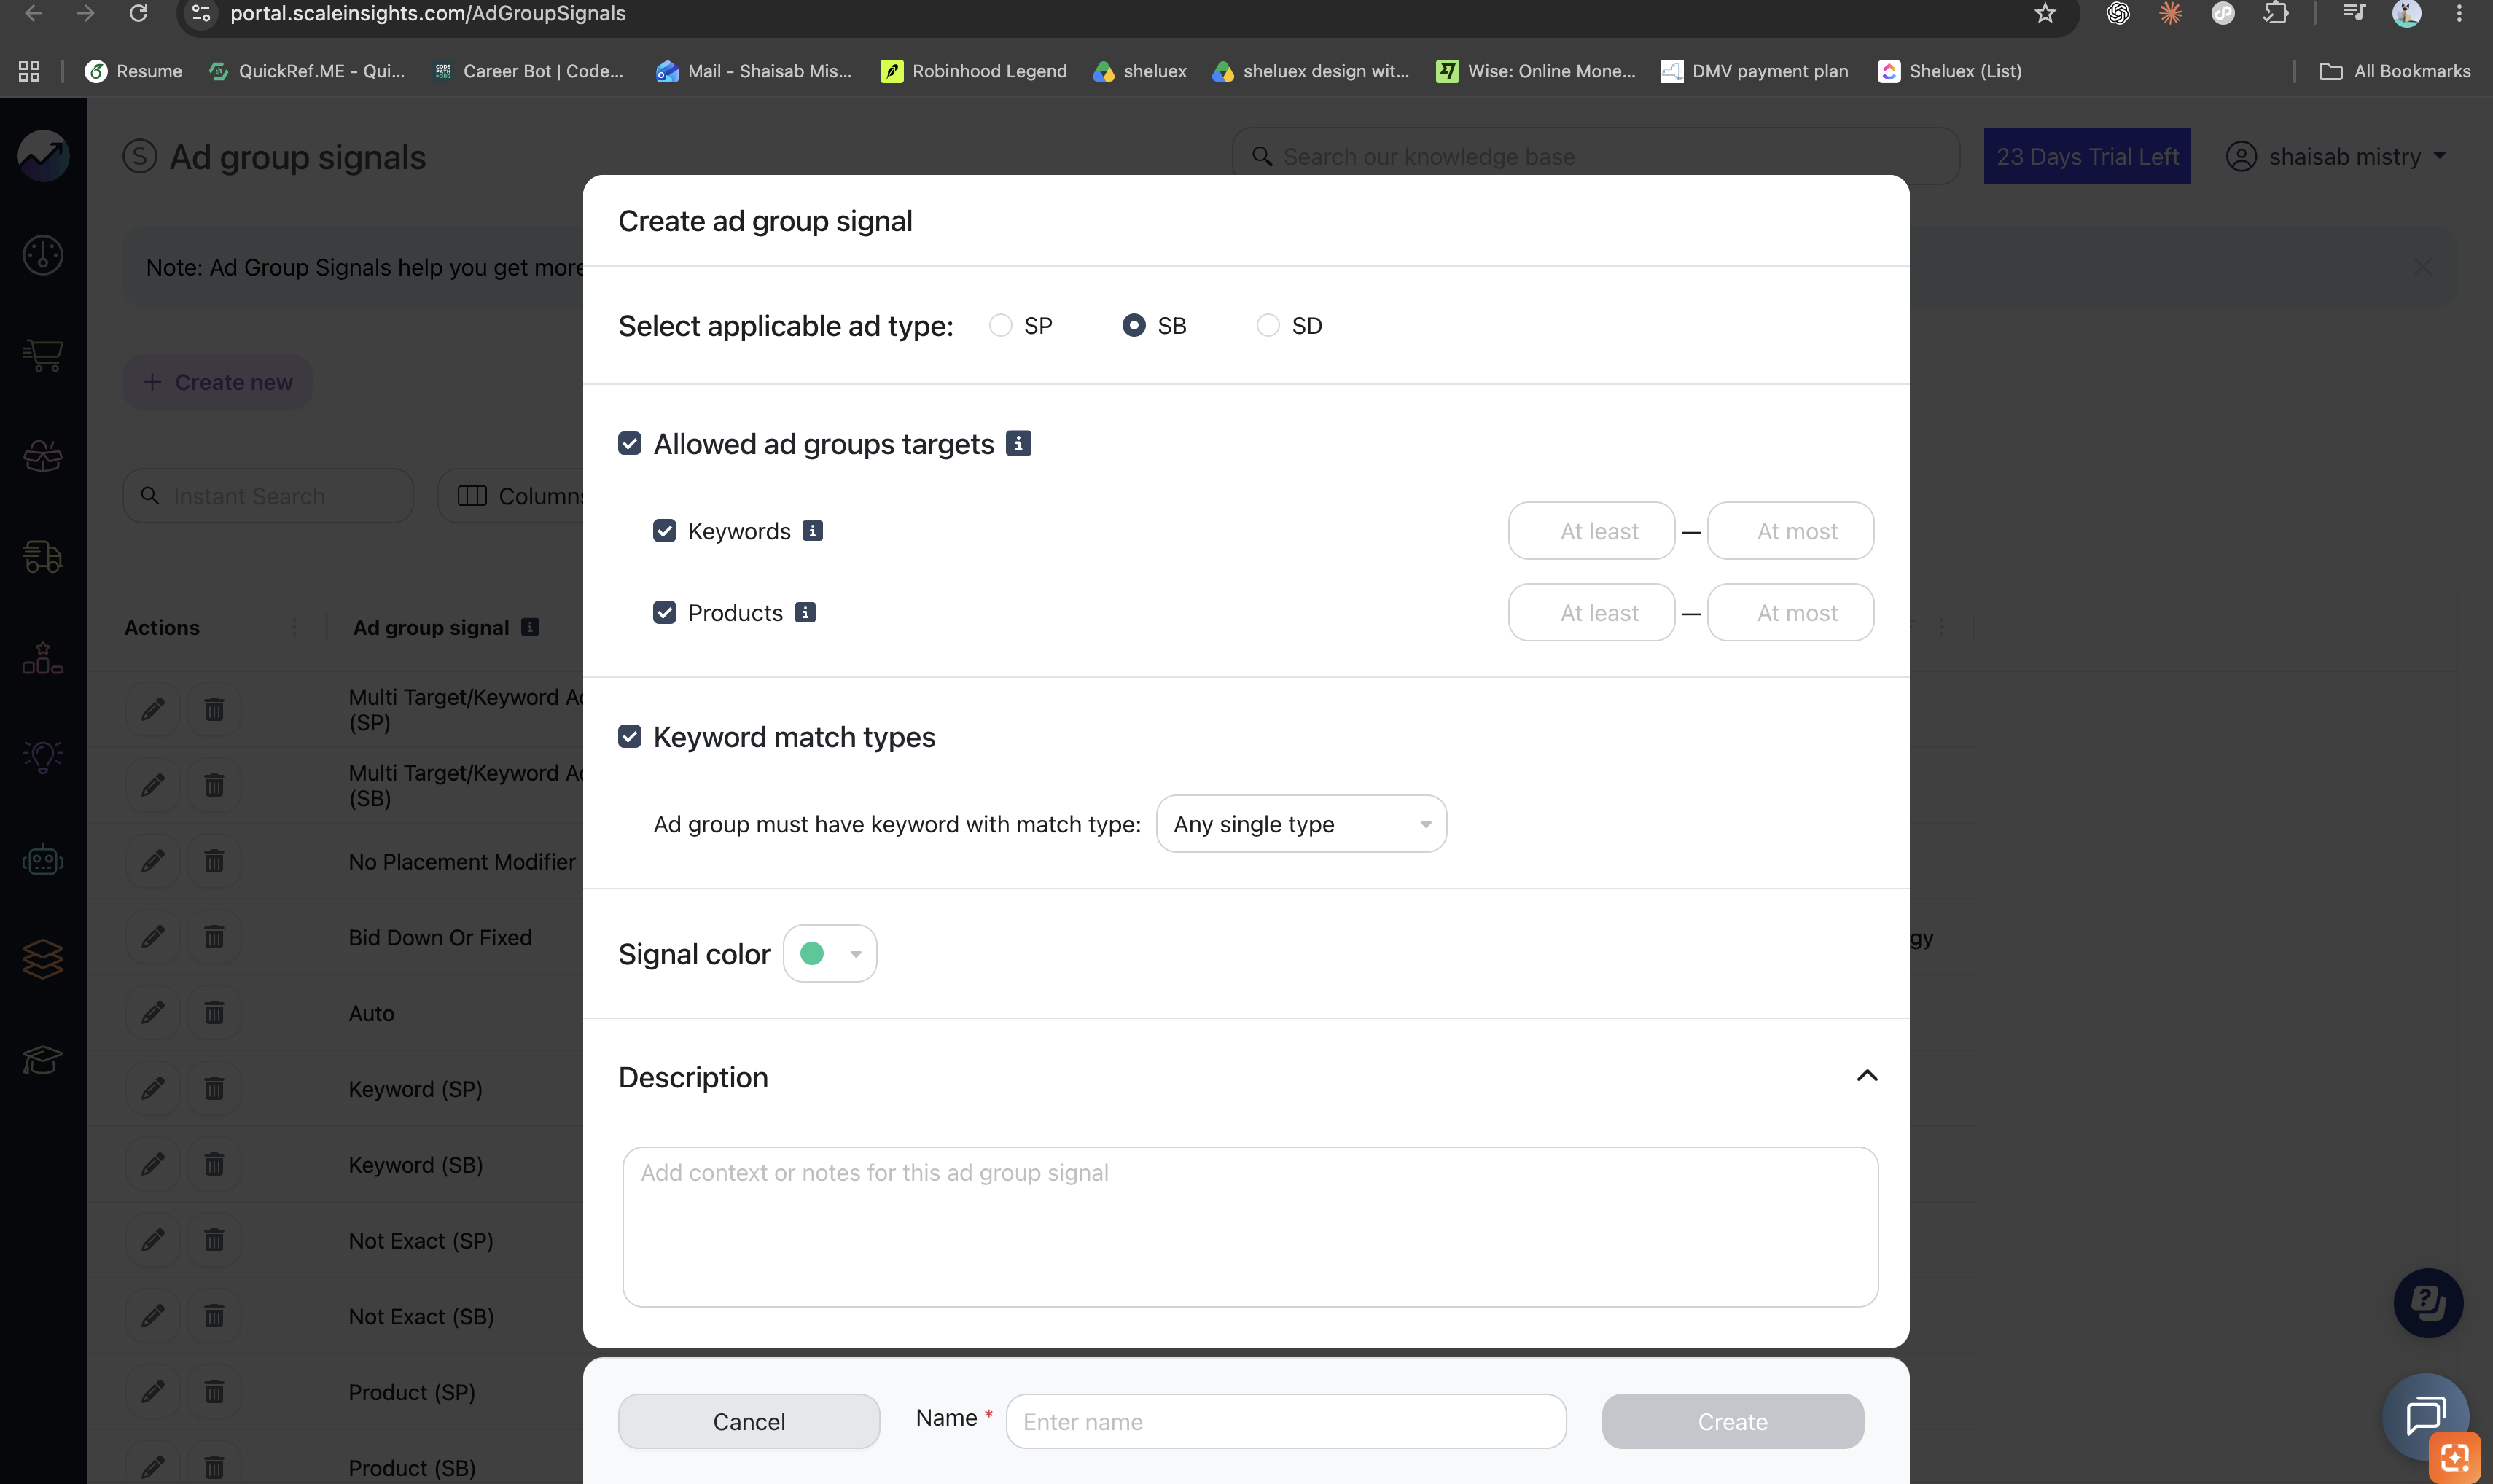 portal.scaleinsights.com/AdGroupSignals
Resume
QuickRef.ME - Qui...
Career Bot | Code...
Mail - Shaisab Mis...
Robinhood Legend
sheluex
sheluex design wit...
Wise: Online Mone...
DMV payment plan
Sheluex (List)
All Bookmarks
S Ad group signals
Search our knowledge base
23 Days Trial Left
shaisab mistry
Note: Ad Group Signals help you get more
+ Create new
Instant Search
Columns
Actions
Ad group signal
Multi Target/Keyword Ad
(SP)
Multi Target/Keyword Ad
(SB)
No Placement Modifier
Bid Down Or Fixed
gy
Auto
Keyword (SP)
Keyword (SB)
Not Exact (SP)
Not Exact (SB)
Product (SP)
Product (SB)
Create ad group signal
Select applicable ad type: SP SB SD
Allowed ad groups targets
Keywords At least — At most
Products At least — At most
Keyword match types
Ad group must have keyword with match type: Any single type
Signal color
Description
Add context or notes for this ad group signal
Cancel Name * Enter name Create